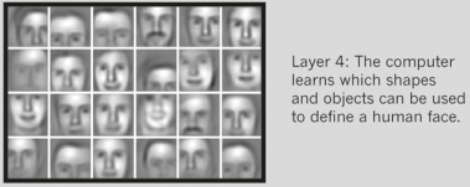 Layer 4: The computer
learns which shapes
and objects can be used
to define a human face.